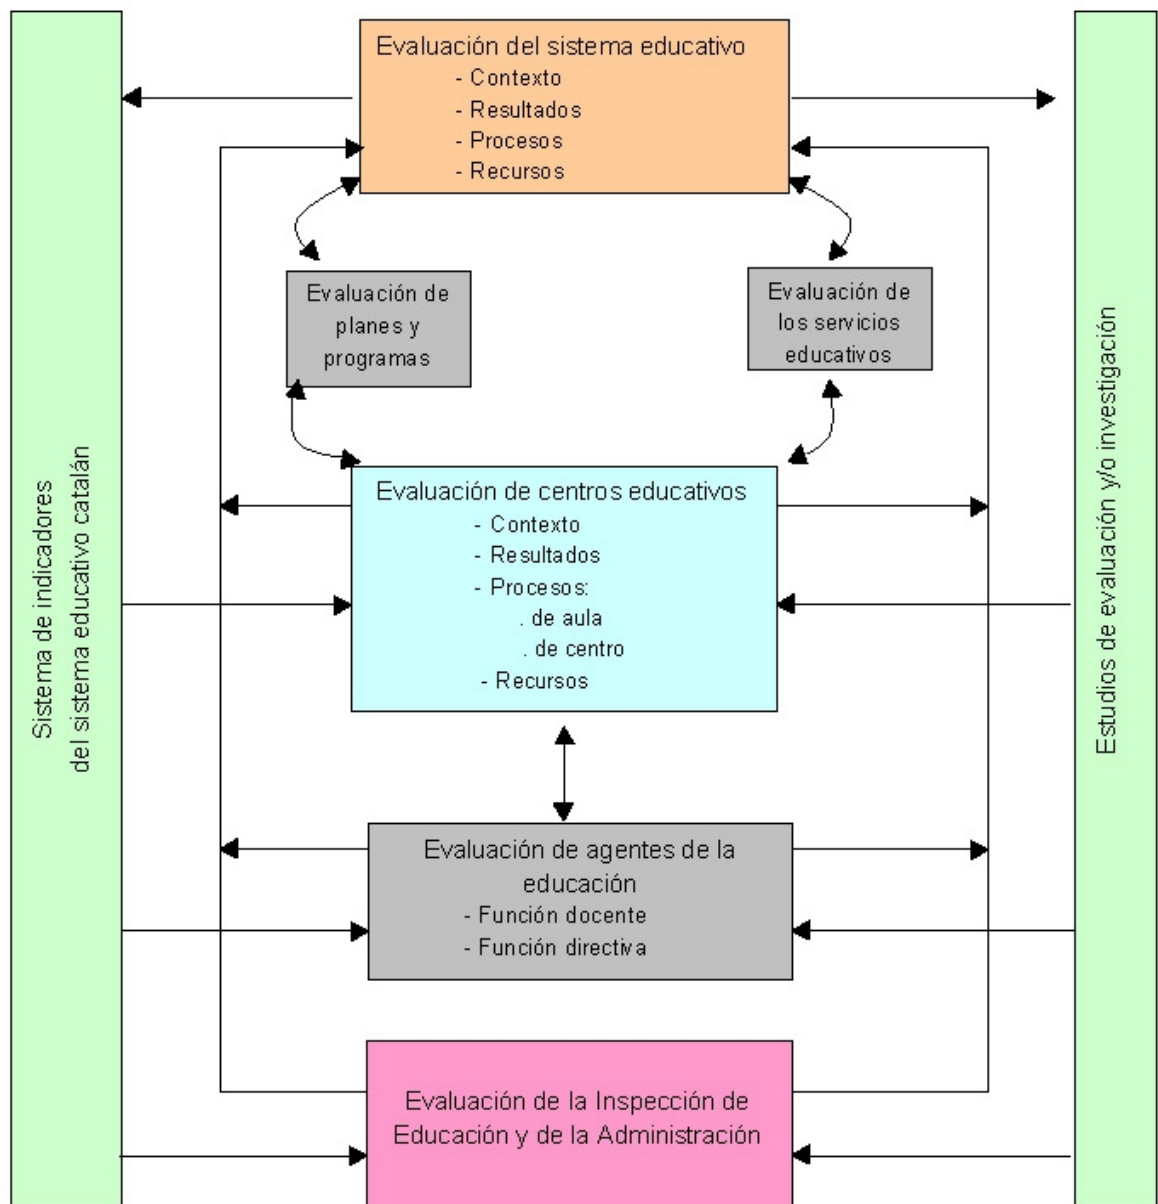 Evaluación del sistema educativo
- Contexto
- Resultados
- Procesos
- Recursos
Evaluación de
planes y
programas
Evaluación de
los servicios
educativos
Evaluación de centros educativos
- Contexto
- Resultados
- Procesos:
. de aula
. de centro
- Recursos
Evaluación de agentes de la
educación
- Función docente
- Función directiva
Evaluación de la Inspección de
Educación y de la Administración
Sistema de indicadores
del sistema educativo catalán
Estudios de evaluación y/o investigación